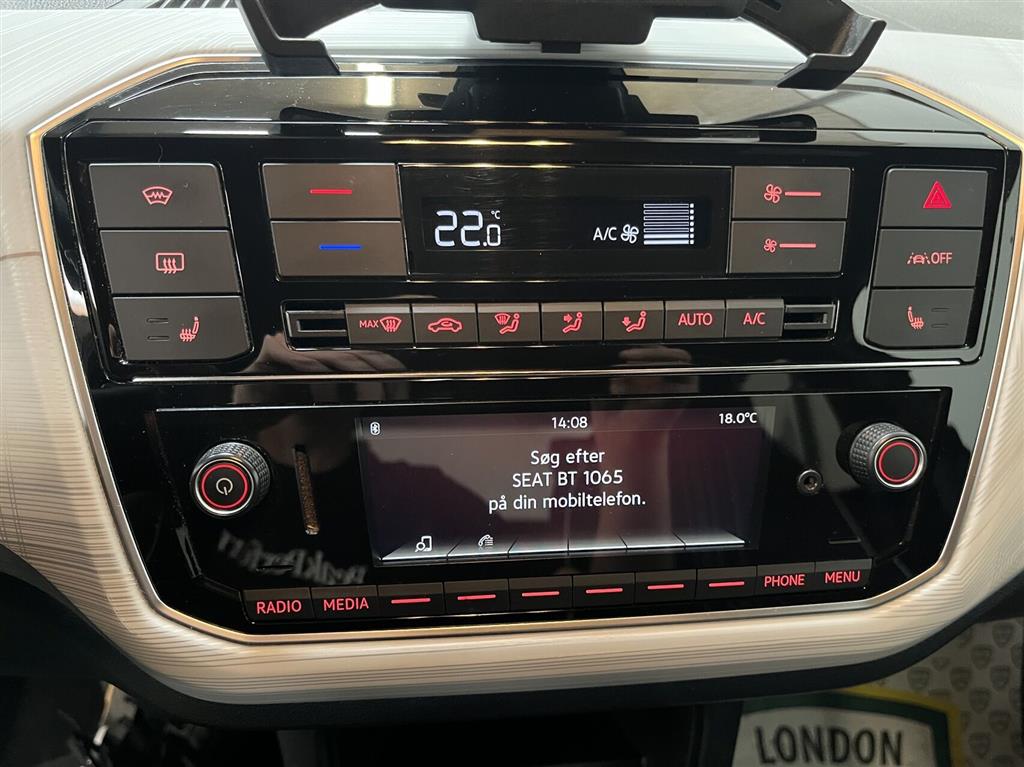 22.0 °C
A/C
OFF
MAX
AUTO
A/C
14:08
18.0°C
Søg efter
SEAT BT 1065
på din mobiltelefon.
RADIO
MEDIA
PHONE
MENU
LONDON